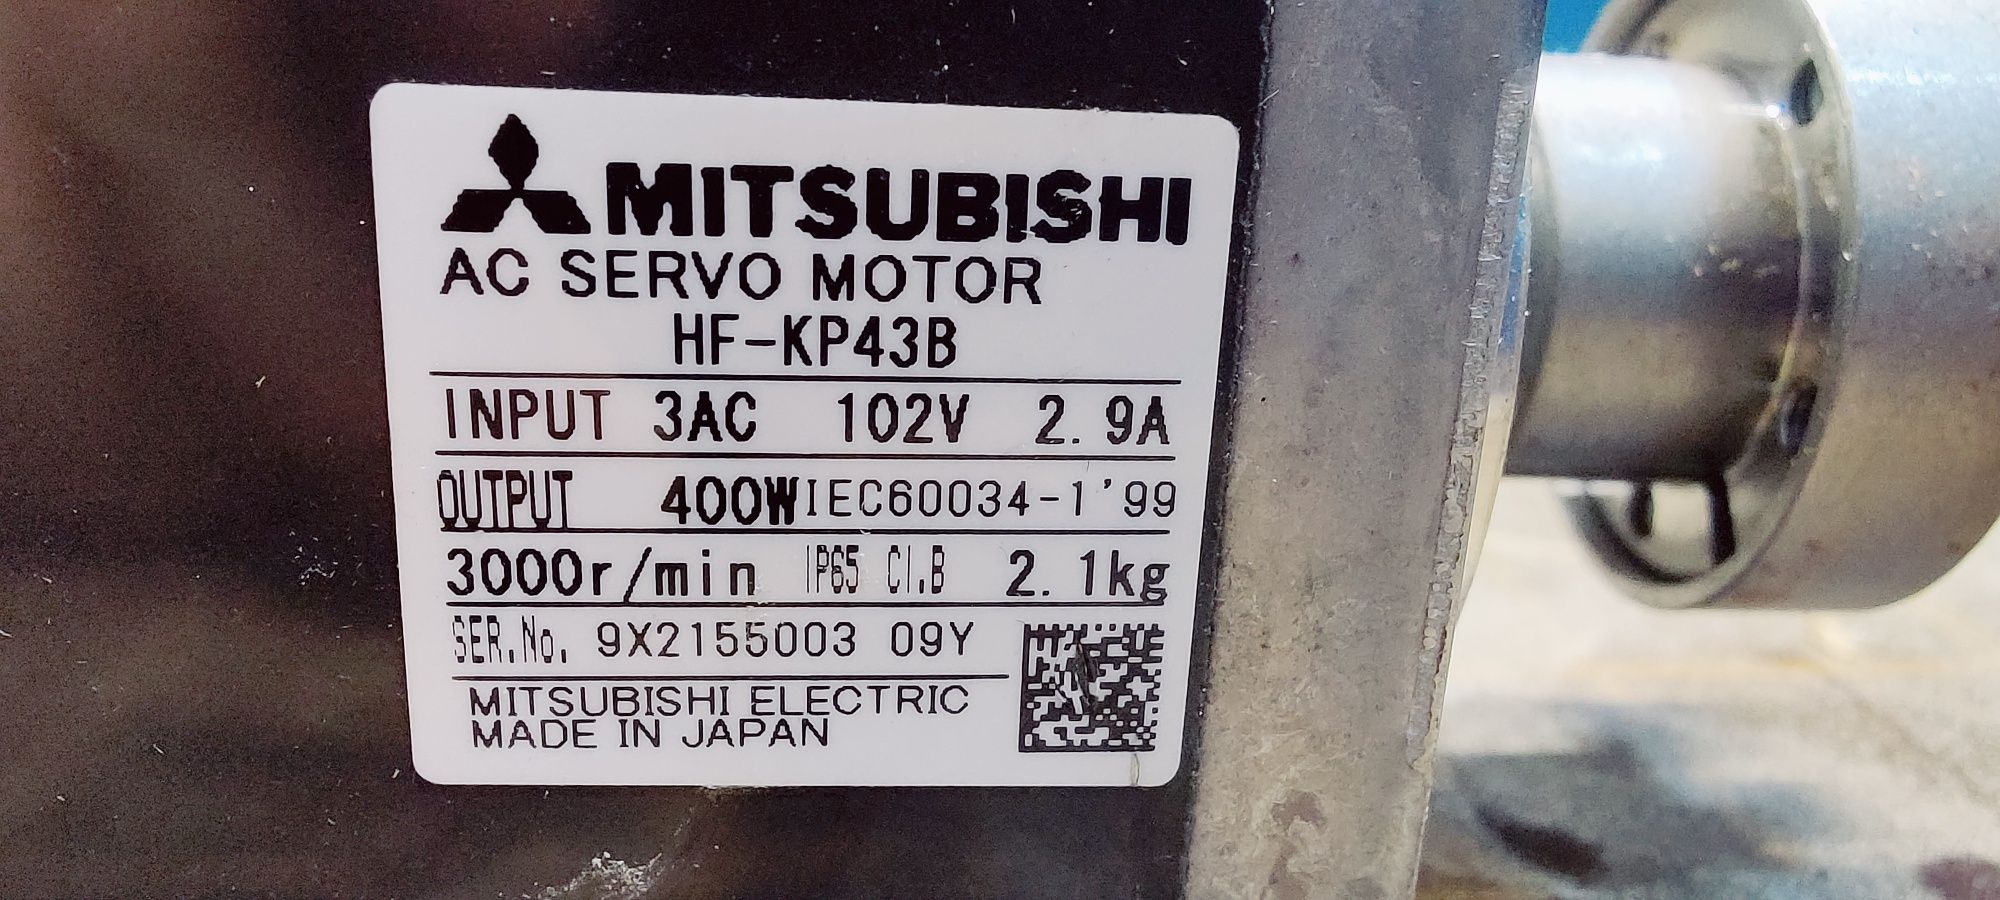 MITSUBISHI
AC SERVO MOTOR
HF-KP43B
INPUT 3AC 102V 2.9A
OUTPUT 400W IEC60034-1'99
3000r/min IP65 Cl.B 2.1kg
SER.No. 9X2155003 09Y
MITSUBISHI ELECTRIC
MADE IN JAPAN